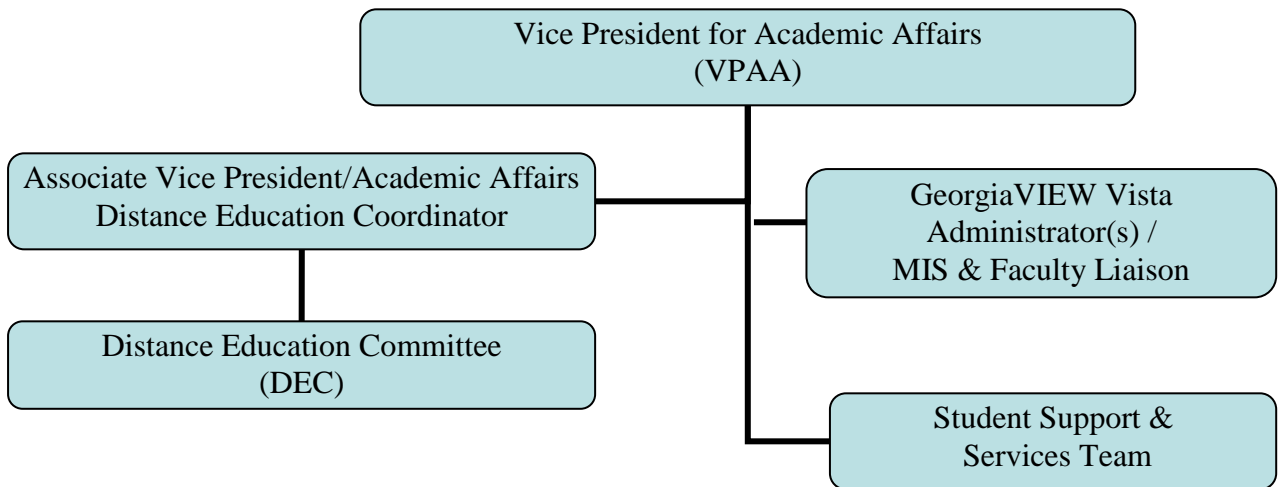 Vice President for Academic Affairs
(VPAA)
Associate Vice President/Academic Affairs
Distance Education Coordinator
GeorgiaVIEW Vista
Administrator(s) /
MIS & Faculty Liaison
Distance Education Committee
(DEC)
Student Support &
Services Team